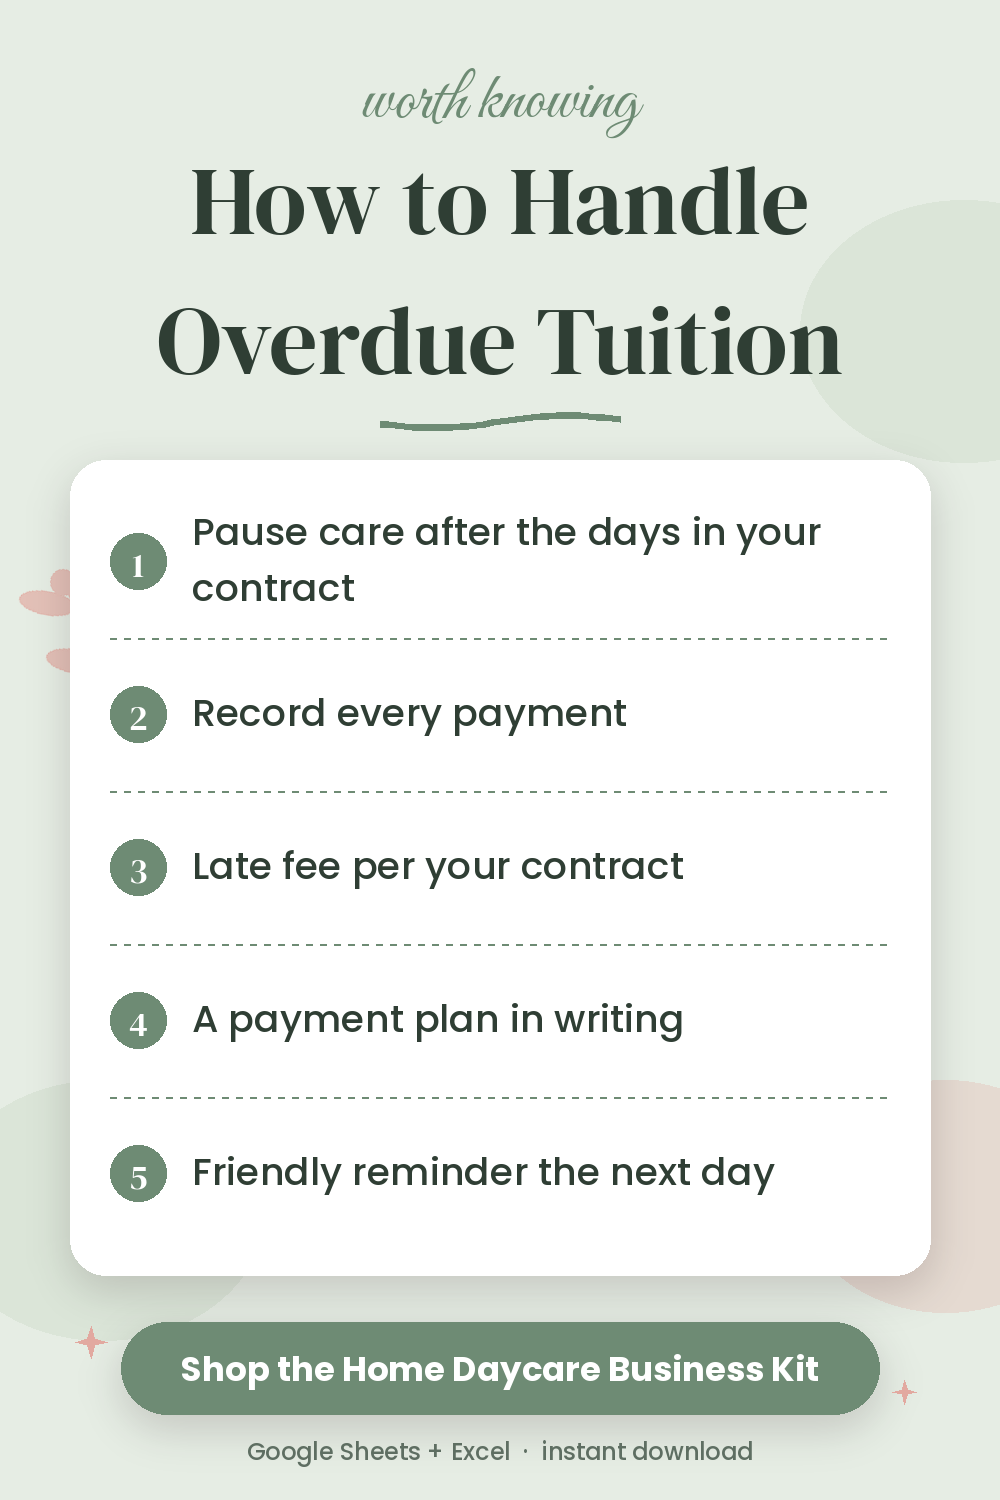 worth knowing
How to Handle
Overdue Tuition
1 Pause care after the days in your
contract
2 Record every payment
3 Late fee per your contract
4 A payment plan in writing
5 Friendly reminder the next day
Shop the Home Daycare Business Kit
Google Sheets + Excel · instant download